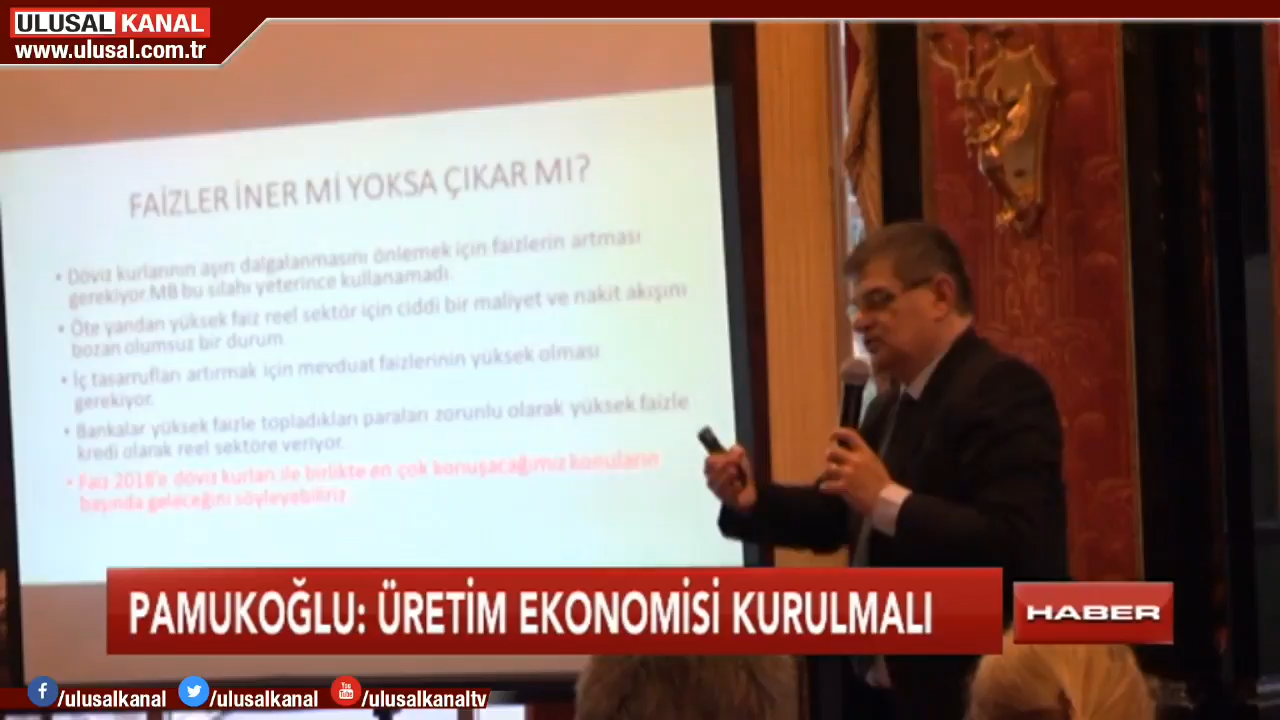 ULUSAL KANAL
www.ulusal.com.tr
FAİZLER İNER Mİ YOKSA ÇIKAR MI?
• Döviz kurlarının aşırı dalgalanmasını önlemek için faizlerin artması
gerekiyor.MB bu silahı yeterince kullanamadı.
• Öte yandan yüksek faiz reel sektör için ciddi bir maliyet ve nakit akışını
bozan olumsuz bir durum.
• İç tasarrufları artırmak için mevduat faizlerinin yüksek olması
gerekiyor.
• Bankalar yüksek faizle topladıkları paraları zorunlu olarak yüksek faizle
kredi olarak reel sektöre veriyor.
• Faiz 2018'e döviz kurları ile birlikte en çok konuşacağımız konuların
başında geleceğini söyleyebiliriz.
PAMUKOĞLU: ÜRETİM EKONOMİSİ KURULMALI
HABER
/ulusalkanal /ulusalkanal You Tube /ulusalkanaltv